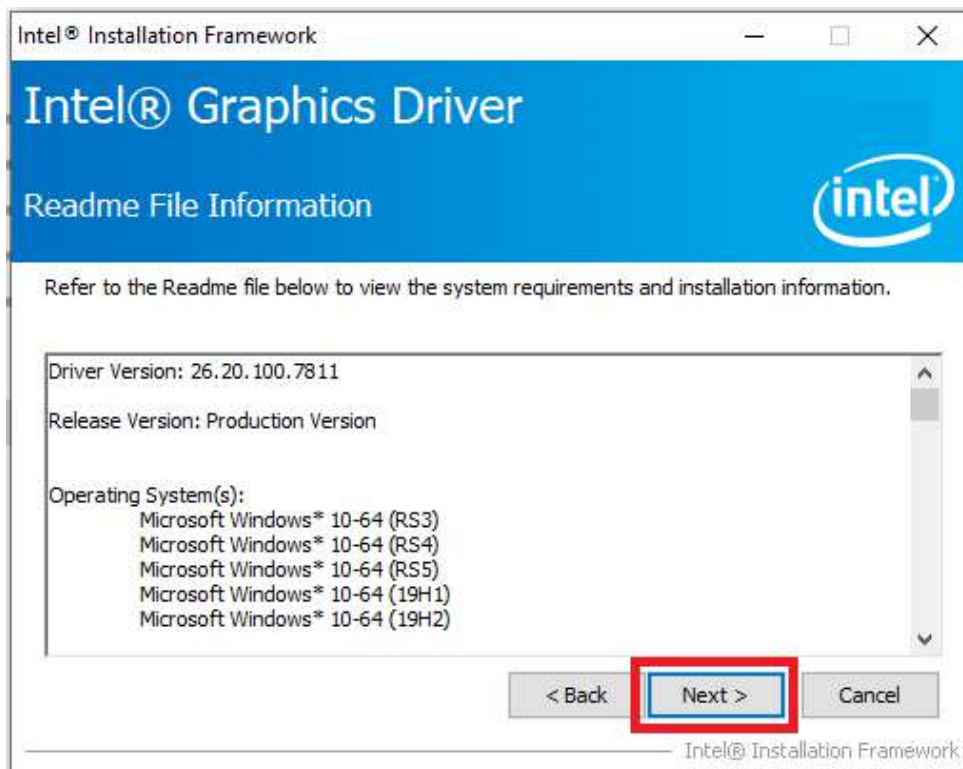 Intel® Installation Framework
Intel® Graphics Driver
Readme File Information
intel
Refer to the Readme file below to view the system requirements and installation information.
Driver Version: 26.20.100.7811
Release Version: Production Version
Operating System(s):
Microsoft Windows* 10-64 (RS3)
Microsoft Windows* 10-64 (RS4)
Microsoft Windows* 10-64 (RS5)
Microsoft Windows* 10-64 (19H1)
Microsoft Windows* 10-64 (19H2)
< Back Next > Cancel
Intel® Installation Framework